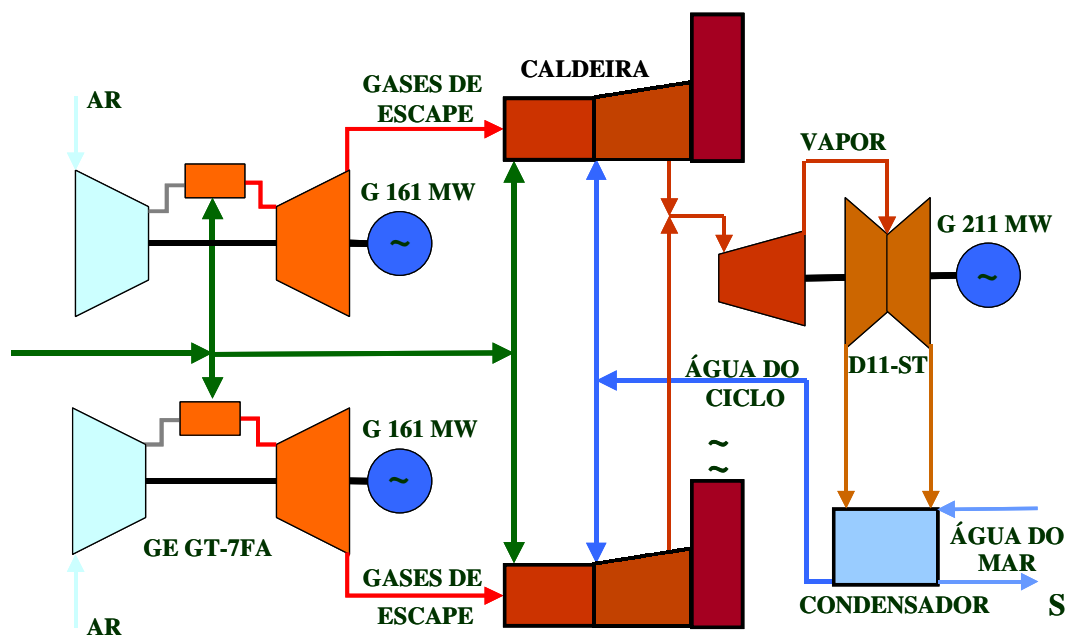 CALDEIRA
GASES DE
ESCAPE
AR
VAPOR
G 161 MW
G 211 MW
~
~
D11-ST
ÁGUA DO
CICLO
G 161 MW
~
~
~
GE GT-7FA
ÁGUA DO
MAR
GASES DE
ESCAPE
CONDENSADOR
S
AR